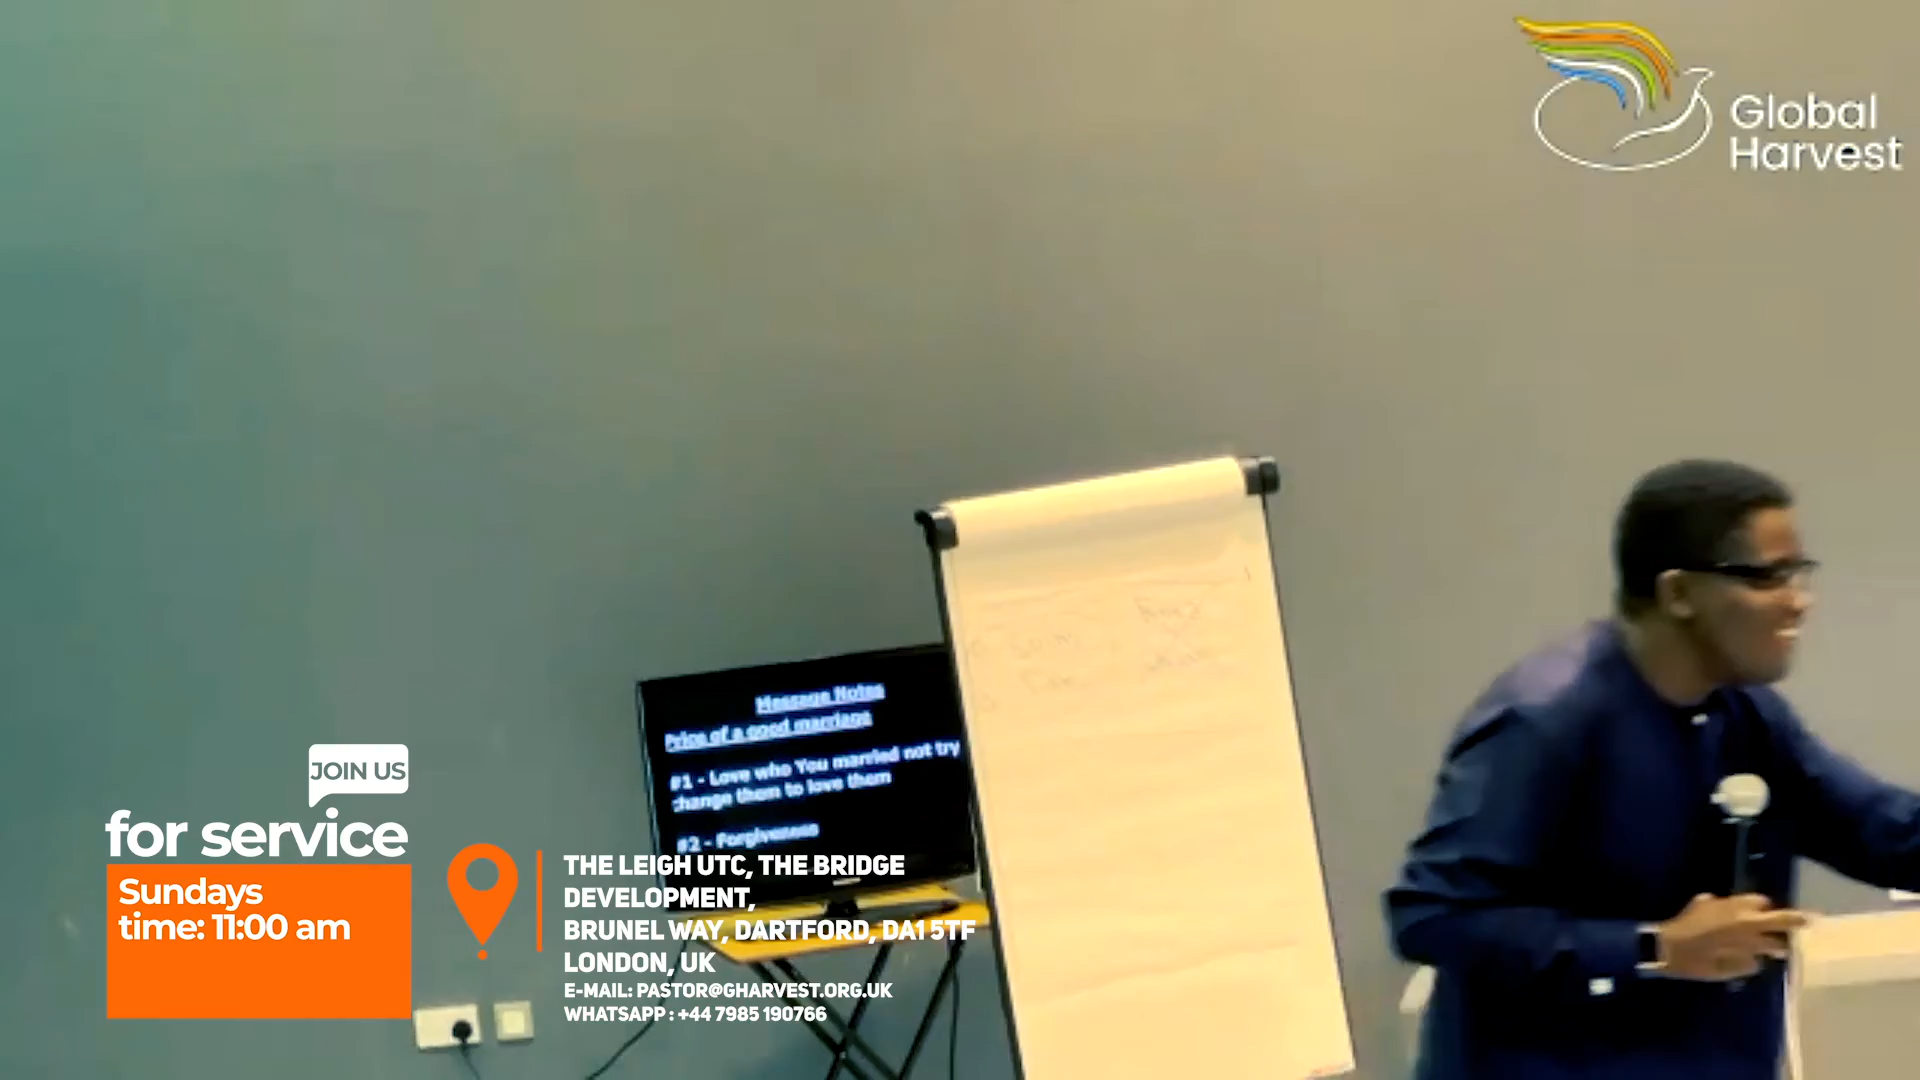 Global
Harvest
Message Notes
Price of a good marriage
#1 - Love who You married not try
change them to love them
#2 - Forgiveness
JOIN US
for service
Sundays
time: 11:00 am
THE LEIGH UTC, THE BRIDGE
DEVELOPMENT,
BRUNEL WAY, DARTFORD, DA1 5TF
LONDON, UK
E-MAIL: PASTOR@GHARVEST.ORG.UK
WHATSAPP : +44 7985 190766